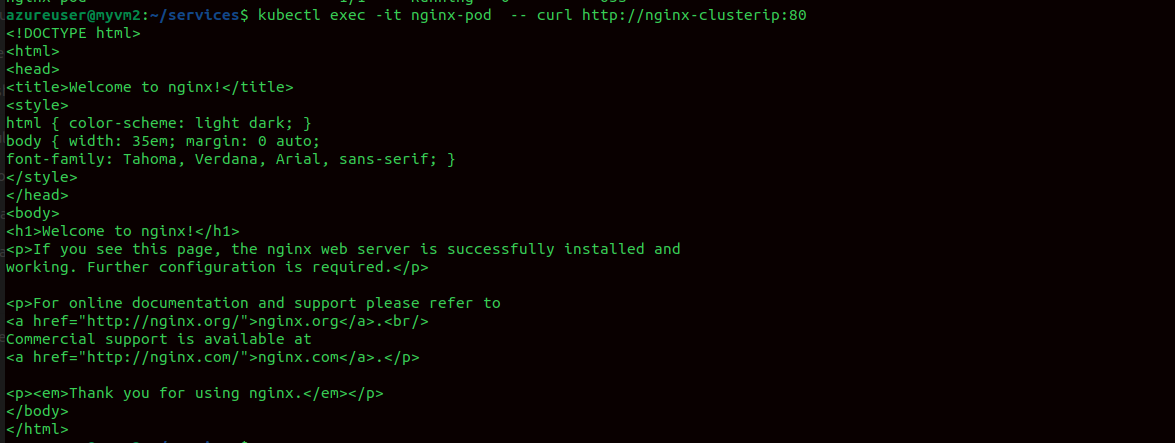 azureuser@myvm2:~/services$ kubectl exec -it nginx-pod  -- curl http://nginx-clusterip:80
<!DOCTYPE html>
<html>
<head>
<title>Welcome to nginx!</title>
<style>
html { color-scheme: light dark; }
body { width: 35em; margin: 0 auto;
font-family: Tahoma, Verdana, Arial, sans-serif; }
</style>
</head>
<body>
<h1>Welcome to nginx!</h1>
<p>If you see this page, the nginx web server is successfully installed and
working. Further configuration is required.</p>

<p>For online documentation and support please refer to
<a href="http://nginx.org/">nginx.org</a>.<br/>
Commercial support is available at
<a href="http://nginx.com/">nginx.com</a>.</p>

<p><em>Thank you for using nginx.</em></p>
</body>
</html>